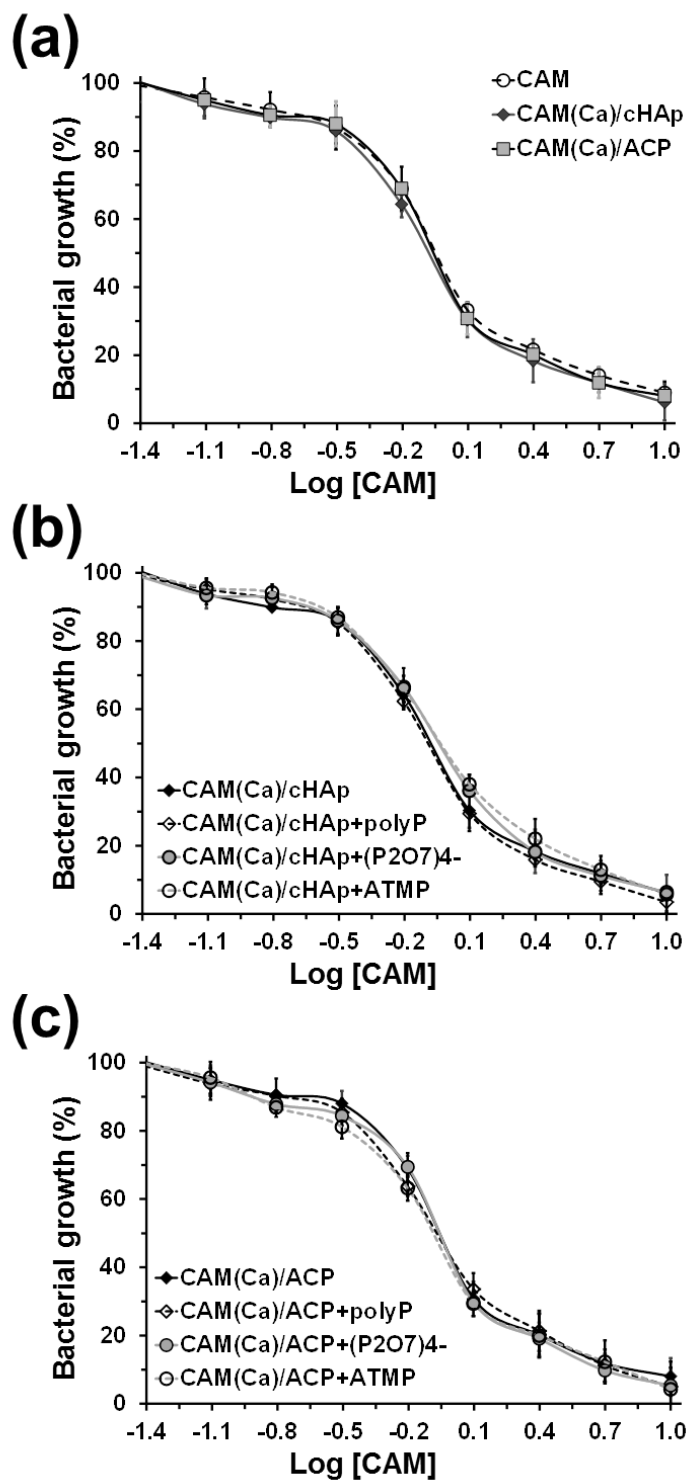 (a)
CAM
CAM(Ca)/cHAp
CAM(Ca)/ACP
Bacterial growth (%)
100
80
60
40
20
0
-1.4 -1.1 -0.8 -0.5 -0.2 0.1 0.4 0.7 1.0
Log [CAM]
(b)
Bacterial growth (%)
100
80
60
40
20
0
CAM(Ca)/cHAp
CAM(Ca)/cHAp+polyP
CAM(Ca)/cHAp+(P2O7)4-
CAM(Ca)/cHAp+ATMP
-1.4 -1.1 -0.8 -0.5 -0.2 0.1 0.4 0.7 1.0
Log [CAM]
(c)
Bacterial growth (%)
100
80
60
40
20
0
CAM(Ca)/ACP
CAM(Ca)/ACP+polyP
CAM(Ca)/ACP+(P2O7)4-
CAM(Ca)/ACP+ATMP
-1.4 -1.1 -0.8 -0.5 -0.2 0.1 0.4 0.7 1.0
Log [CAM]